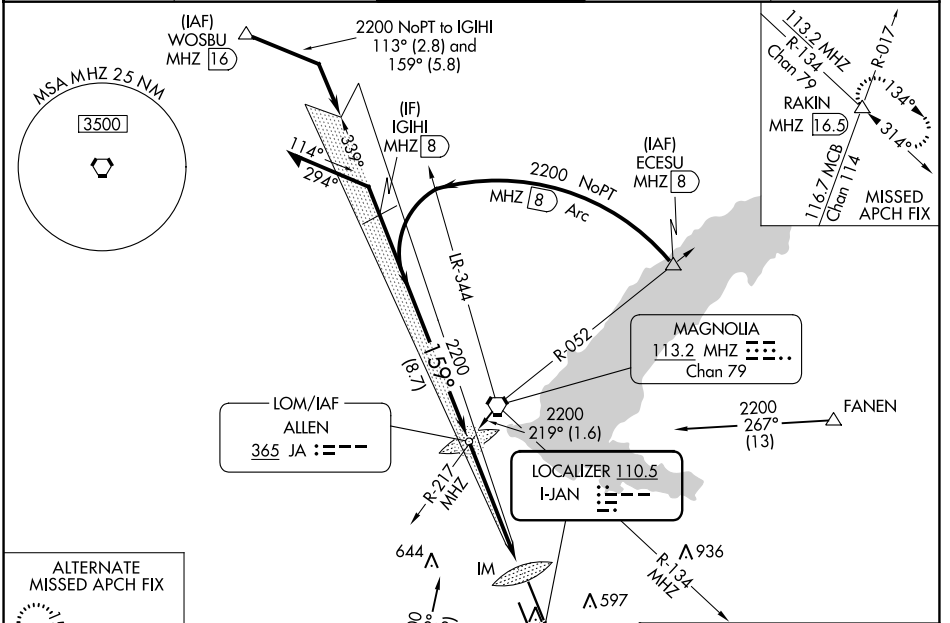 (IAF)
WOSBU
MHZ 16
2200 NoPT to IGIHI
113° (2.8) and
159° (5.8)
MSA MHZ 25 NM
3500
(IF)
IGIHI
MHZ 8
339°
114°
294°
2200 NoPT
MHZ 8 Arc
(IAF)
ECESU
MHZ 8
113.2 MHZ
R-134
Chan 79
R-017
134°
314°
RAKIN
MHZ 16.5
116.7 MCB
Chan 114
MISSED
APCH FIX
LR-344
R-052
2200
159°
(8.7)
MAGNOLIA
113.2 MHZ
Chan 79
LOM/IAF
ALLEN
365 JA
2200
219° (1.6)
2200
267°
(13)
FANEN
R-217
MHZ
LOCALIZER 110.5
I-JAN
644
IM
R-134
MHZ
936
597
ALTERNATE
MISSED APCH FIX